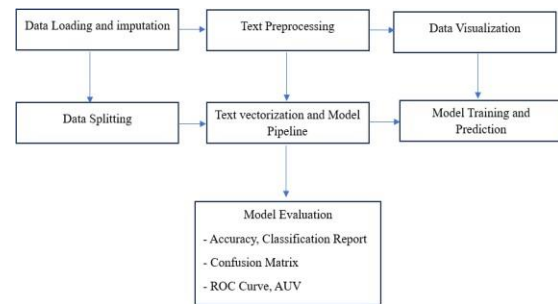 Data Loading and imputation
Text Preprocessing
Data Visualization
Data Splitting
Text vectorization and Model
Pipeline
Model Training and
Prediction
Model Evaluation
- Accuracy, Classification Report
- Confusion Matrix
- ROC Curve, AUV